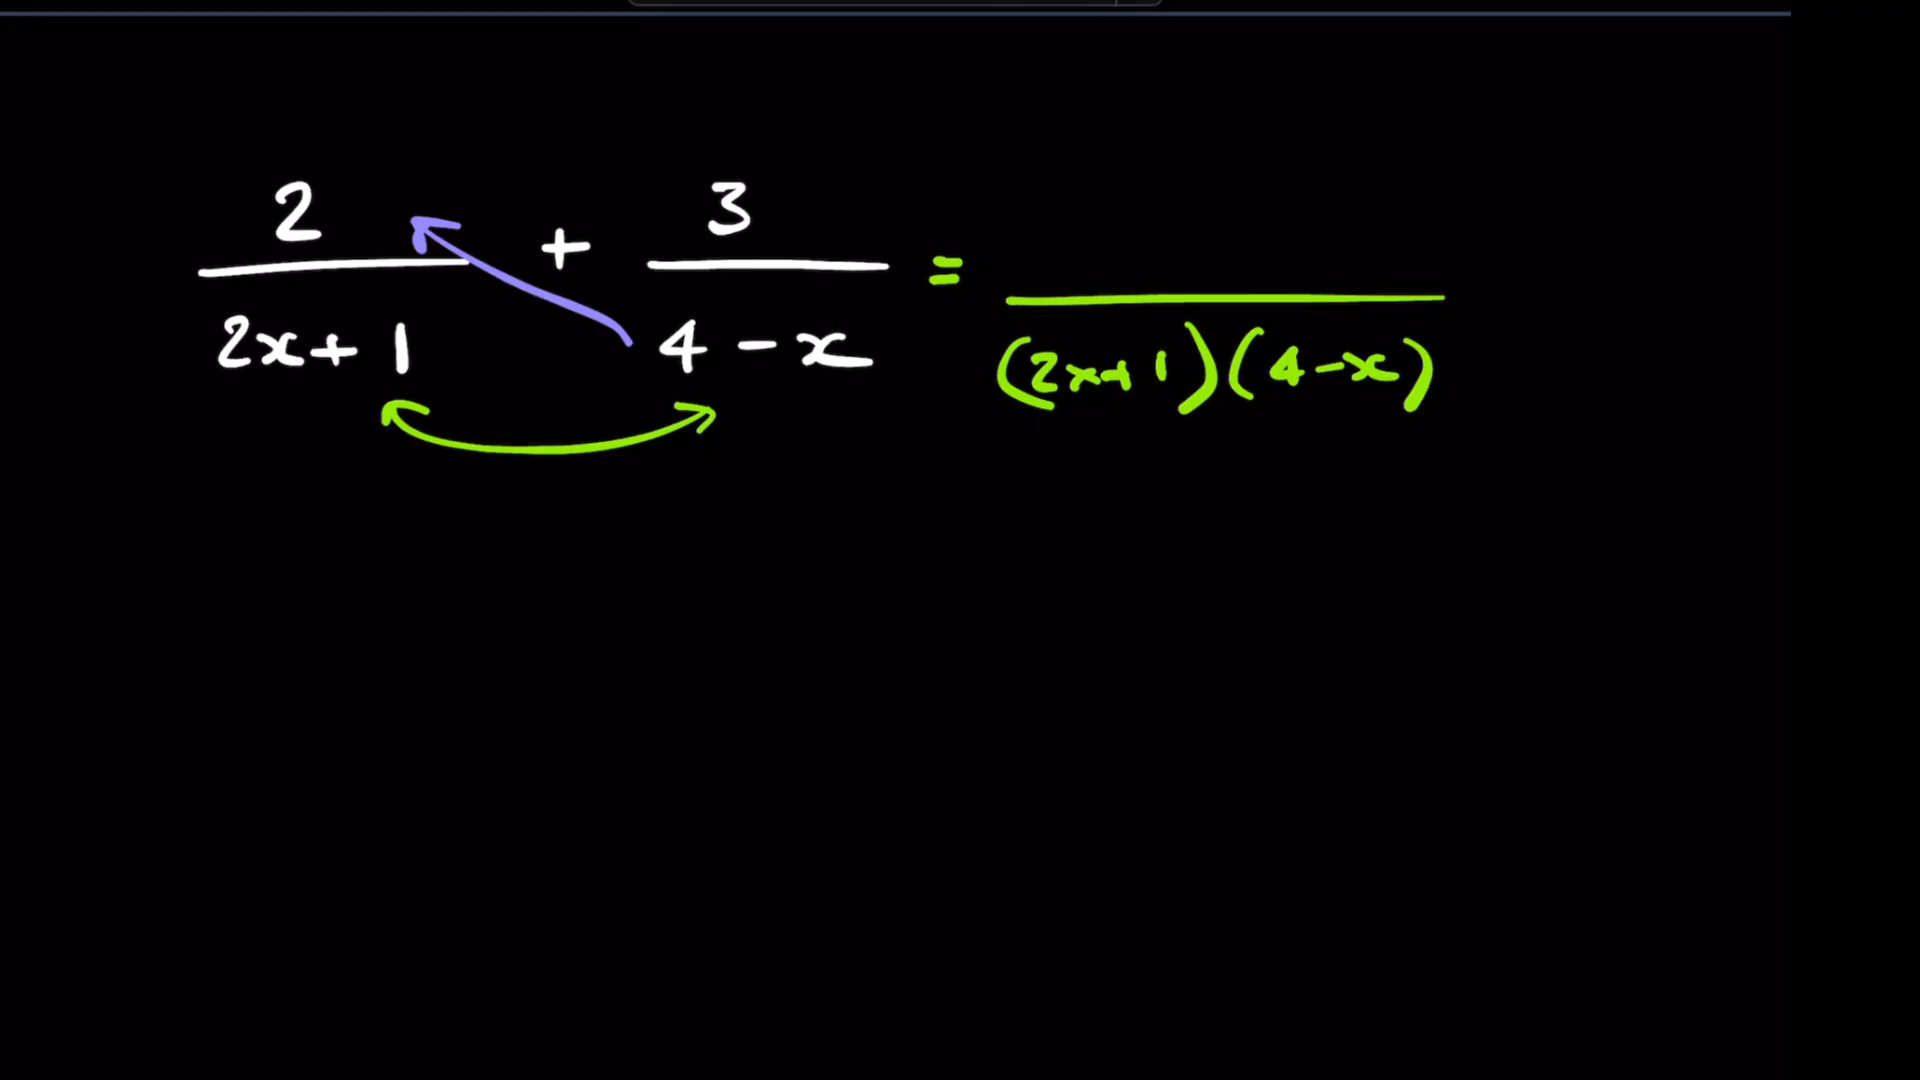 2/(2x+1) + 3/(4-x) = /((2x+1)(4-x))